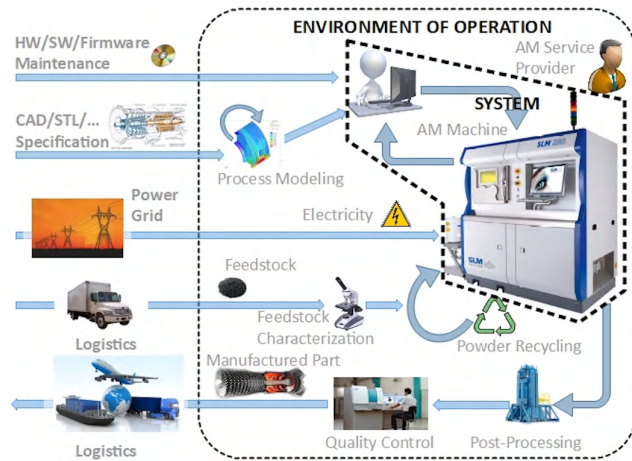 ENVIRONMENT OF OPERATION
HW/SW/Firmware
Maintenance
AM Service
Provider
SYSTEM
CAD/STL/...
Specification
AM Machine
SLM 280
Process Modeling
Power
Grid
Electricity
Feedstock
SLM
Feedstock
Characterization
Logistics
Powder Recycling
Manufactured Part
Logistics
Quality Control
Post-Processing